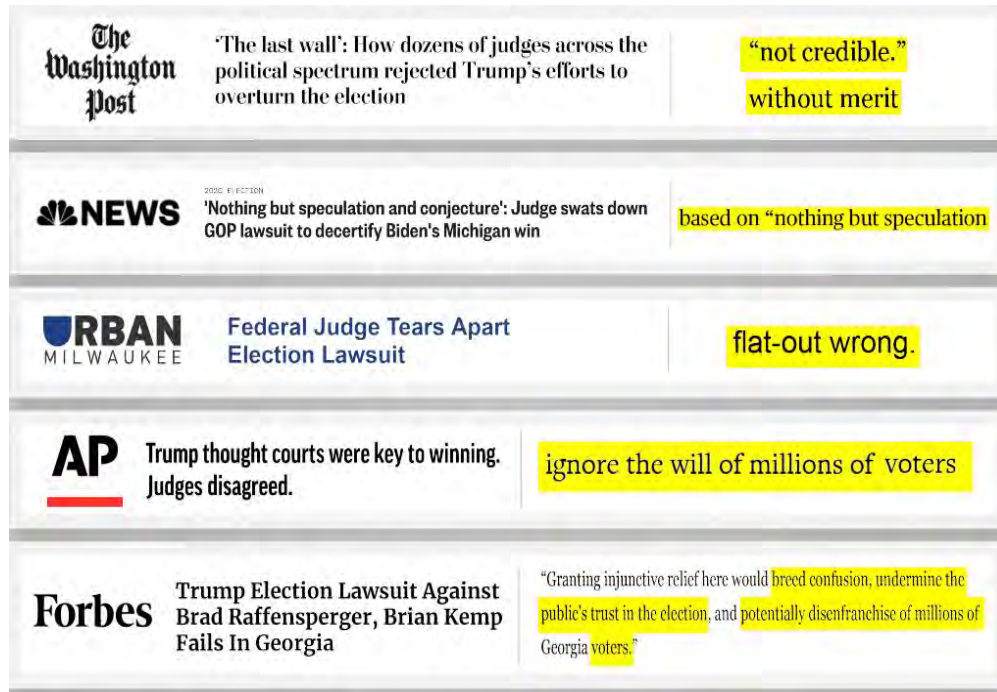 The
Washington
Post
‘The last wall’: How dozens of judges across the
political spectrum rejected Trump’s efforts to
overturn the election
“not credible.”
without merit
NEWS
2020 ELECTION
'Nothing but speculation and conjecture': Judge swats down
GOP lawsuit to decertify Biden's Michigan win
based on “nothing but speculation
URBAN
MILWAUKEE
Federal Judge Tears Apart
Election Lawsuit
flat-out wrong.
AP
Trump thought courts were key to winning.
Judges disagreed.
ignore the will of millions of voters
Forbes
Trump Election Lawsuit Against
Brad Raffensperger, Brian Kemp
Fails In Georgia
“Granting injunctive relief here would breed confusion, undermine the
public’s trust in the election, and potentially disenfranchise of millions of
Georgia voters.”